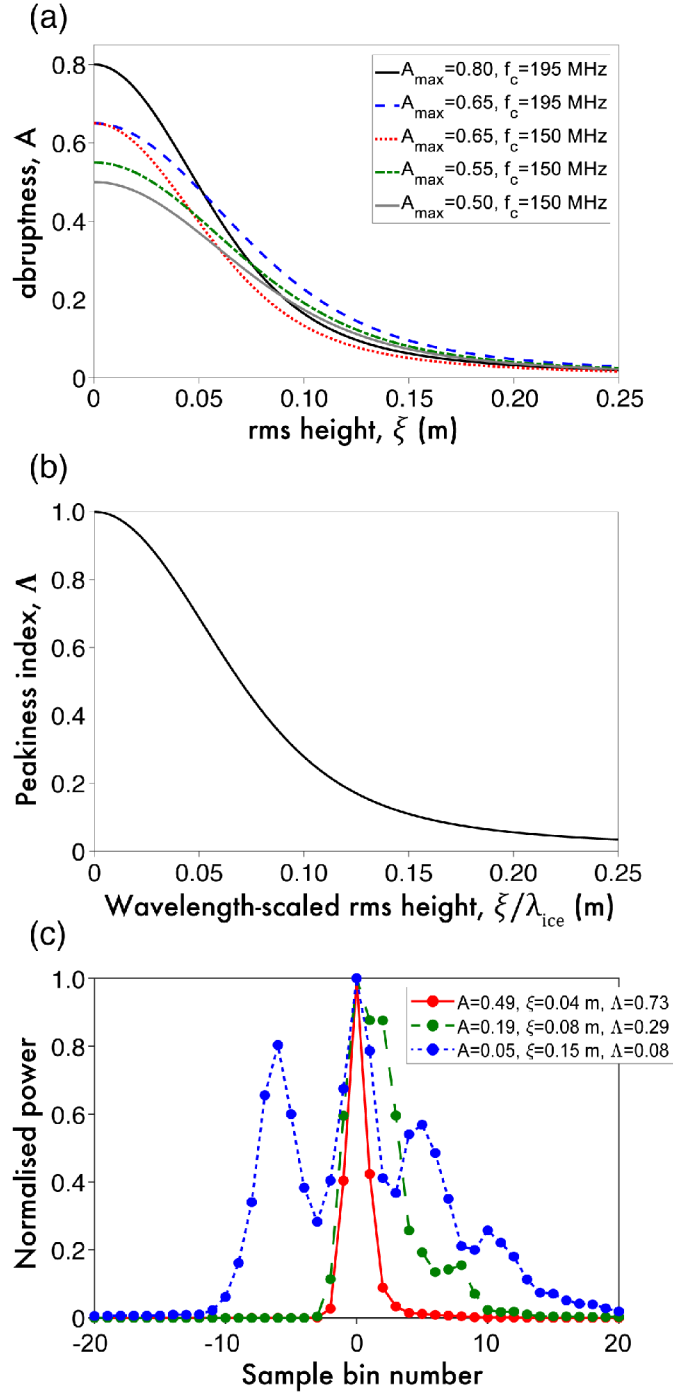 (a)
abruptness, A
0.8
0.6
0.4
0.2
0
A_max=0.80, f_c=195 MHz
A_max=0.65, f_c=195 MHz
A_max=0.65, f_c=150 MHz
A_max=0.55, f_c=150 MHz
A_max=0.50, f_c=150 MHz
0 0.05 0.10 0.15 0.20 0.25
rms height, ξ (m)
(b)
Peakiness index, Λ
1.0
0.8
0.6
0.4
0.2
0
0 0.05 0.10 0.15 0.20 0.25
Wavelength-scaled rms height, ξ/λ_ice (m)
(c)
Normalised power
1.0
0.8
0.6
0.4
0.2
0
A=0.49, ξ=0.04 m, Λ=0.73
A=0.19, ξ=0.08 m, Λ=0.29
A=0.05, ξ=0.15 m, Λ=0.08
-20 -10 0 10 20
Sample bin number